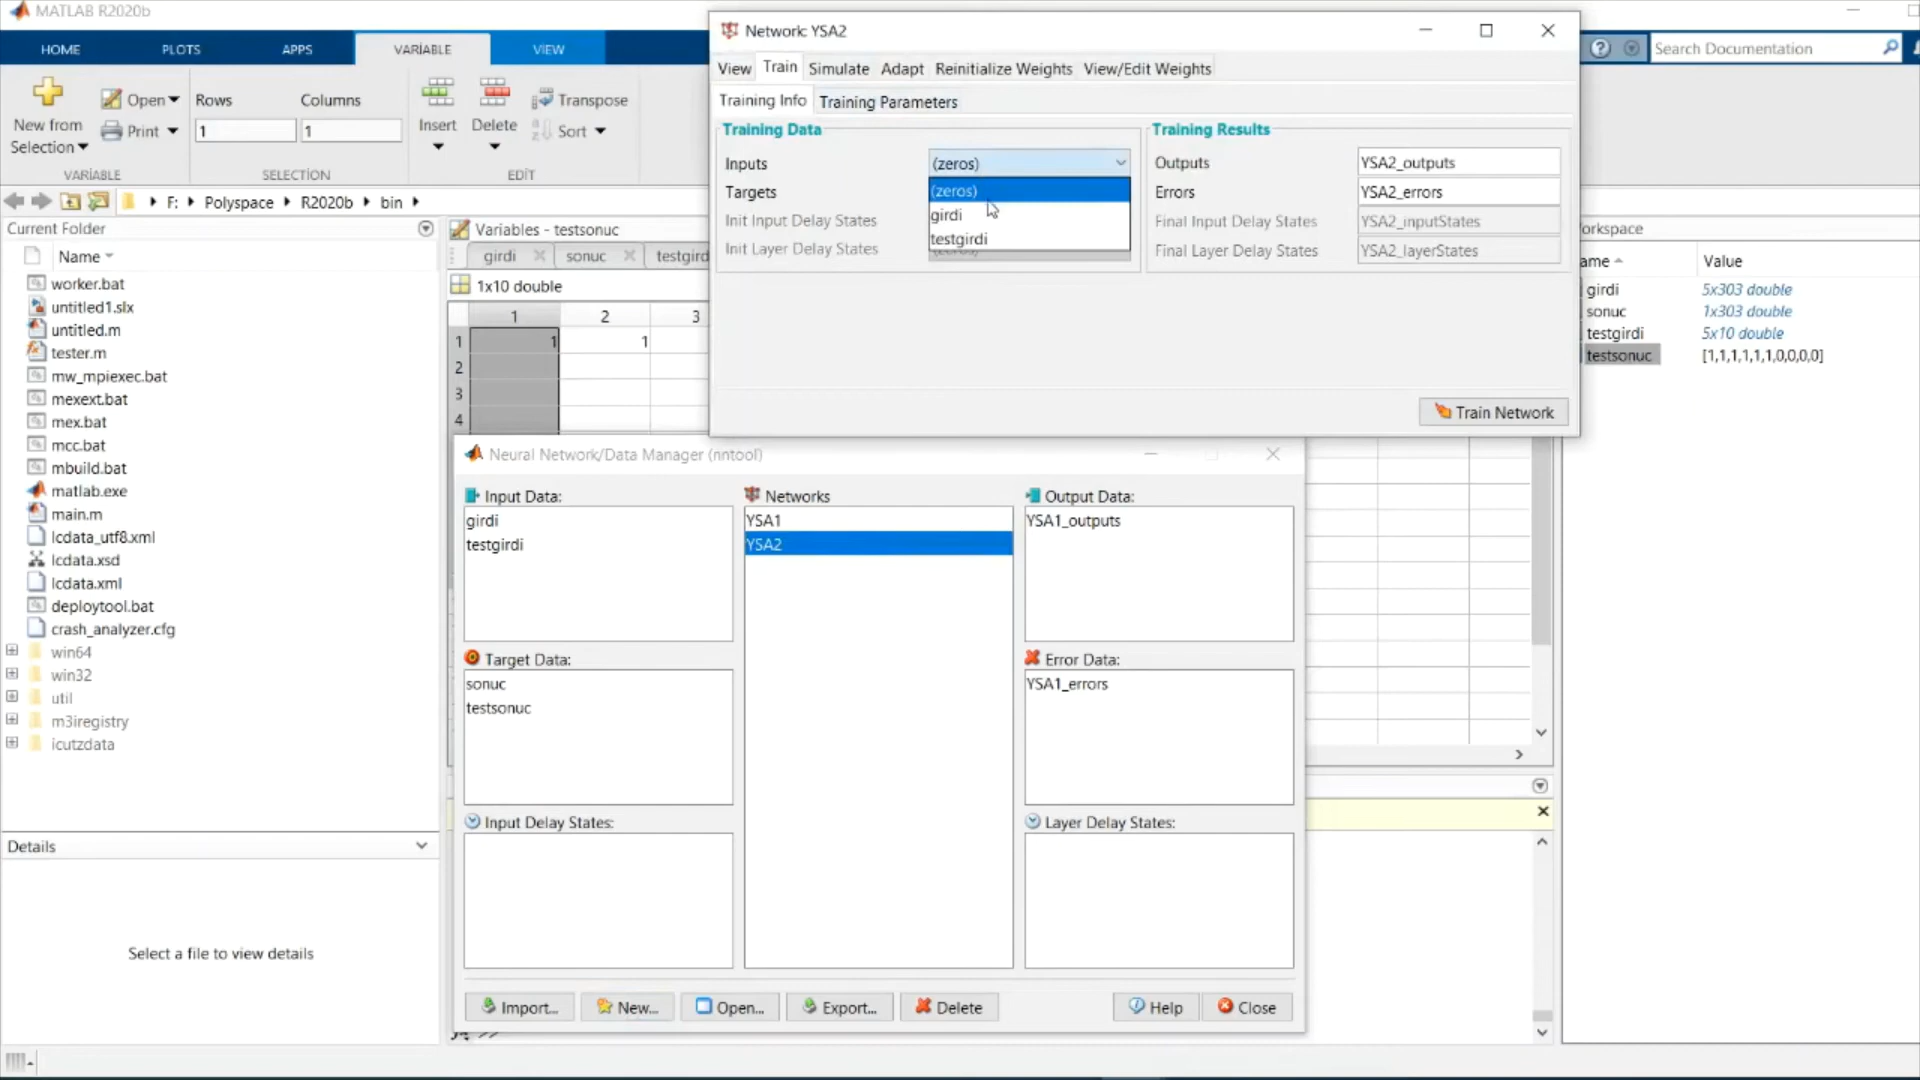 MATLAB R2020b
HOME
PLOTS
APPS
VARİABLE
VIEW
Search Documentation
New from
Selection
Open
Print
Rows
Columns
1
1
Insert
Delete
Transpose
Sort
VARİABLE
SELECTION
EDİT
F:
Polyspace
R2020b
bin
Current Folder
Name
worker.bat
untitled1.slx
untitled.m
tester.m
mw_mpiexec.bat
mexext.bat
mex.bat
mcc.bat
mbuild.bat
matlab.exe
main.m
lcdata_utf8.xml
lcdata.xsd
lcdata.xml
deploytool.bat
crash_analyzer.cfg
win64
win32
util
m3iregistry
icutzdata
Details
Select a file to view details
Variables - testsonuc
girdi
sonuc
testgird
1x10 double
1
2
3
1
1
1
2
3
4
Network: YSA2
View
Train
Simulate
Adapt
Reinitialize Weights
View/Edit Weights
Training Info
Training Parameters
Training Data
Inputs
(zeros)
Targets
(zeros)
girdi
testgirdi
Init Input Delay States
Init Layer Delay States
Training Results
Outputs
YSA2_outputs
Errors
YSA2_errors
Final Input Delay States
YSA2_inputStates
Final Layer Delay States
YSA2_layerStates
Train Network
Neural Network/Data Manager (nntool)
Input Data:
girdi
testgirdi
Networks
YSA1
YSA2
Output Data:
YSA1_outputs
Target Data:
sonuc
testsonuc
Error Data:
YSA1_errors
Input Delay States:
Layer Delay States:
Import...
New...
Open...
Export...
Delete
Help
Close
orkspace
ame
Value
girdi
5x303 double
sonuc
1x303 double
testgirdi
5x10 double
testsonuc
[1,1,1,1,1,1,0,0,0,0]